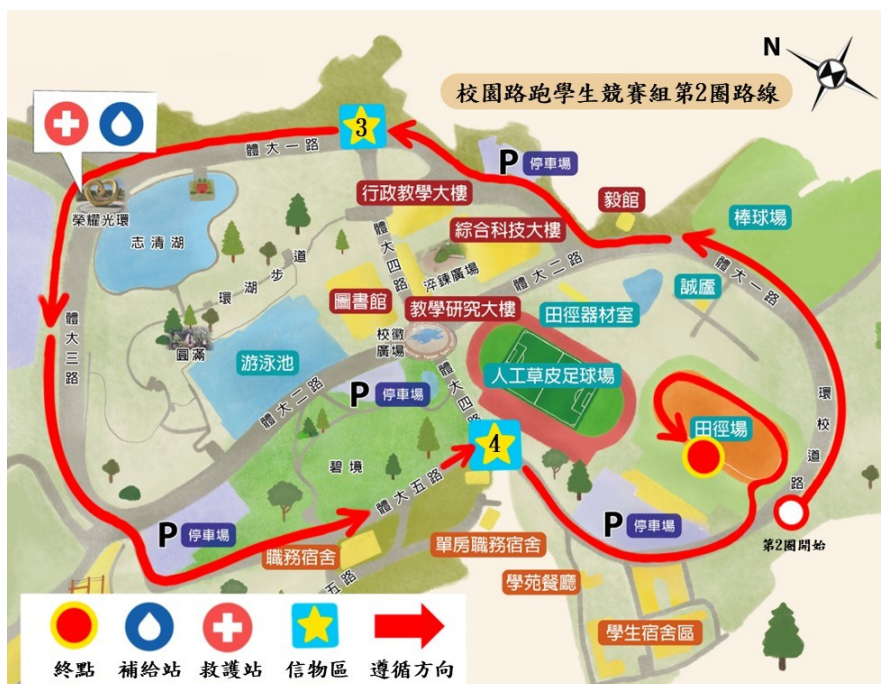 N
校園路跑學生競賽組第2圈路線
3
體大一路
P 停車場
榮耀光環
志清湖
行政教學大樓
毅館
棒球場
綜合科技大樓
體大四路
淬鍊廣場
體大二路
體大一路
環湖步道
圖書館
教學研究大樓
誠廬
田徑器材室
體大三路
圓滿
游泳池
校徽廣場
體大二路
P 停車場
體大四路
人工草皮足球場
田徑場
環校道路
碧境
4
體大五路
P 停車場
職務宿舍
五路
單房職務宿舍
P 停車場
第2圈開始
學苑餐廳
學生宿舍區
終點
補給站
救護站
信物區
遵循方向